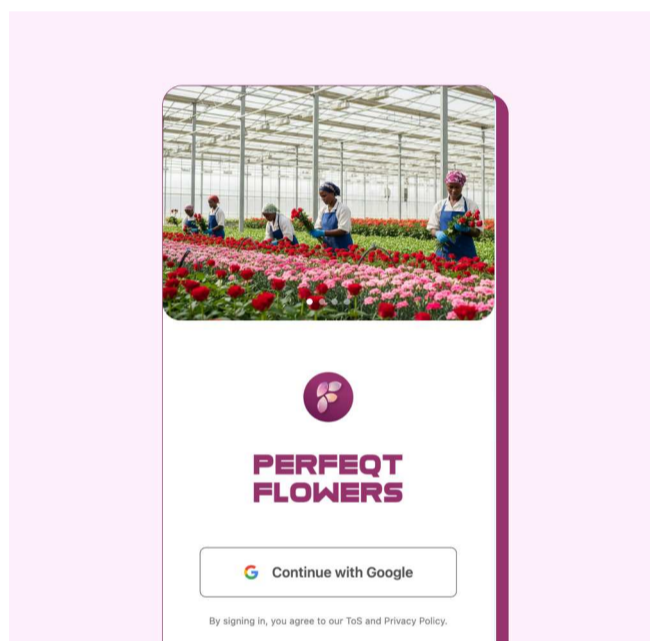 PERFEQT
FLOWERS
Continue with Google
By signing in, you agree to our ToS and Privacy Policy.